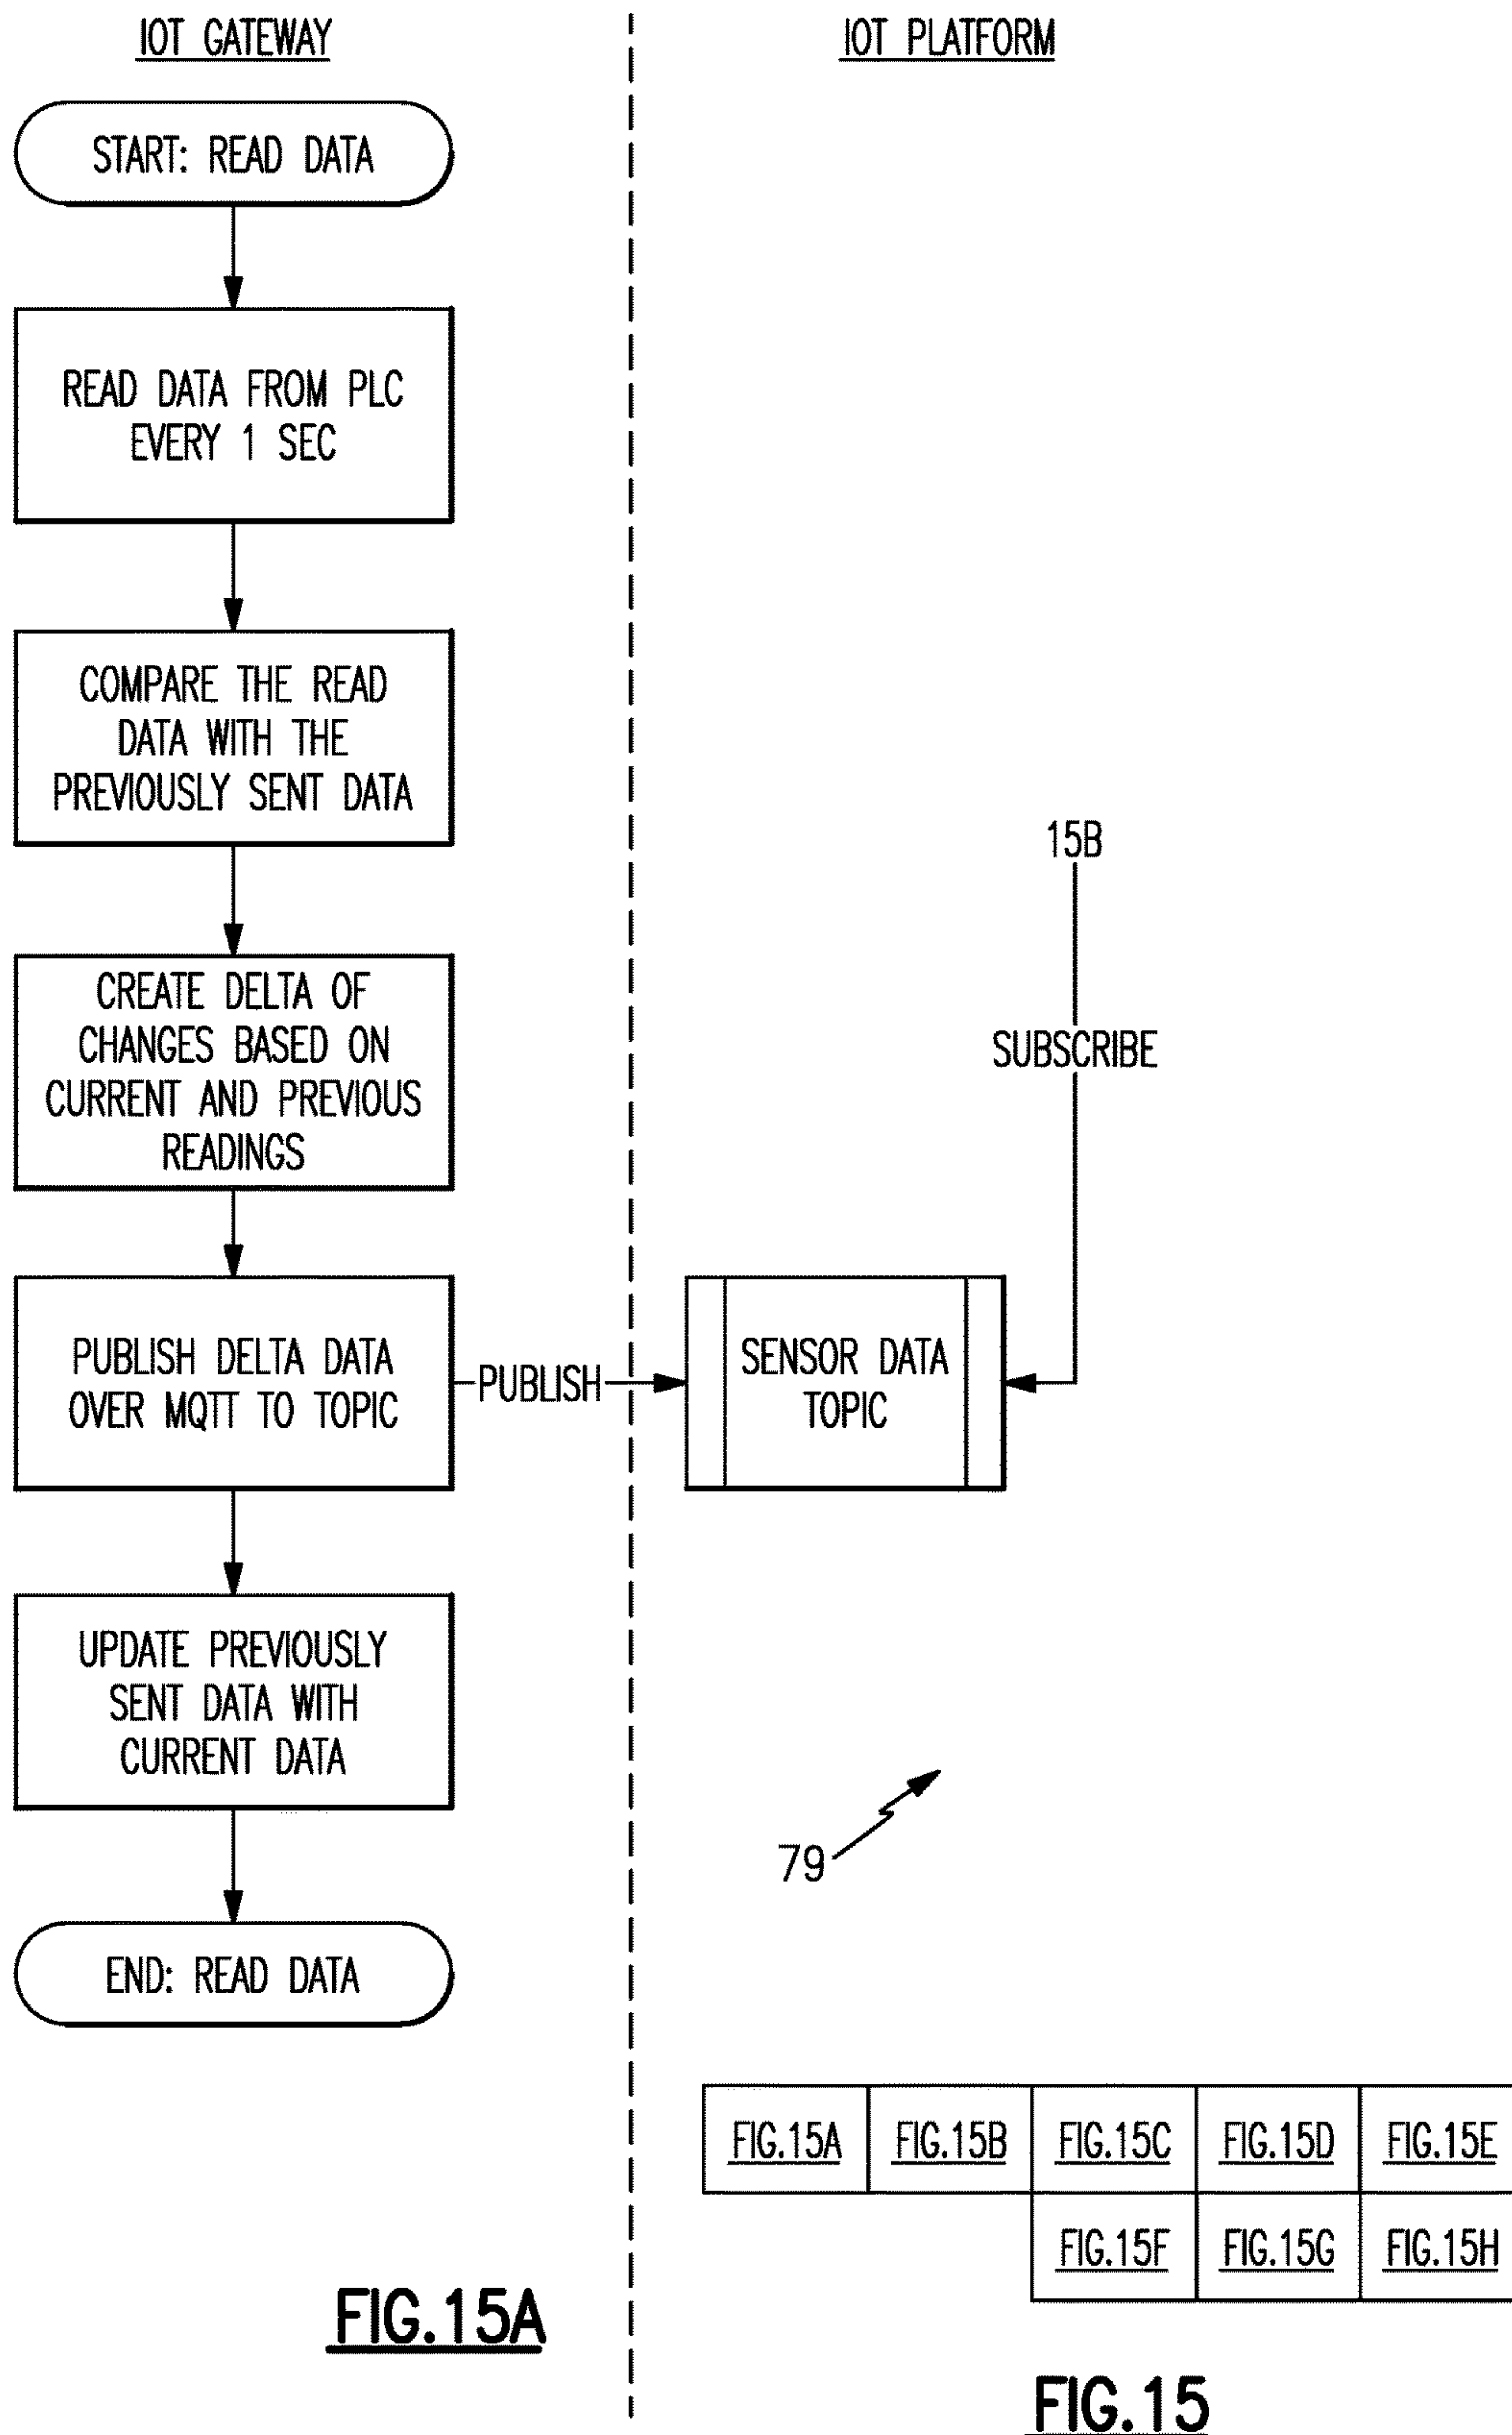 IOT GATEWAY
IOT PLATFORM
START: READ DATA
READ DATA FROM PLC
EVERY 1 SEC
COMPARE THE READ
DATA WITH THE
PREVIOUSLY SENT DATA
15B
CREATE DELTA OF
CHANGES BASED ON
CURRENT AND PREVIOUS
READINGS
SUBSCRIBE
PUBLISH DELTA DATA
OVER MQTT TO TOPIC
PUBLISH
SENSOR DATA
TOPIC
UPDATE PREVIOUSLY
SENT DATA WITH
CURRENT DATA
79
END: READ DATA
FIG.15A FIG.15B FIG.15C FIG.15D FIG.15E
FIG.15F FIG.15G FIG.15H
FIG.15A
FIG.15